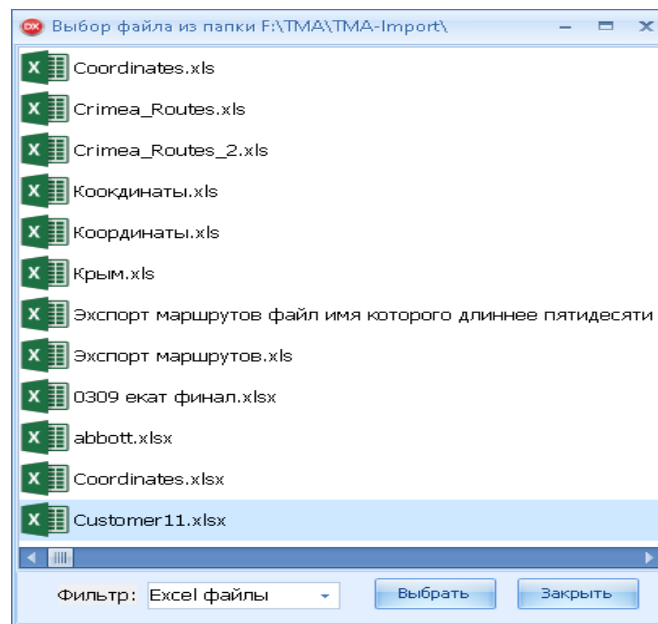 Выбор файла из папки F:\TMA\TMA-Import\
Coordinates.xls
Crimea_Routes.xls
Crimea_Routes_2.xls
Коокдинаты.xls
Координаты.xls
Крым.xls
Эхспорт маршрутов файл имя которого длиннее пятидесяти
Эхспорт маршрутов.xls
0309 екат финал.xlsx
abbott.xlsx
Coordinates.xlsx
Customer11.xlsx
Фильтр: Excel файлы Выбрать Закрыть